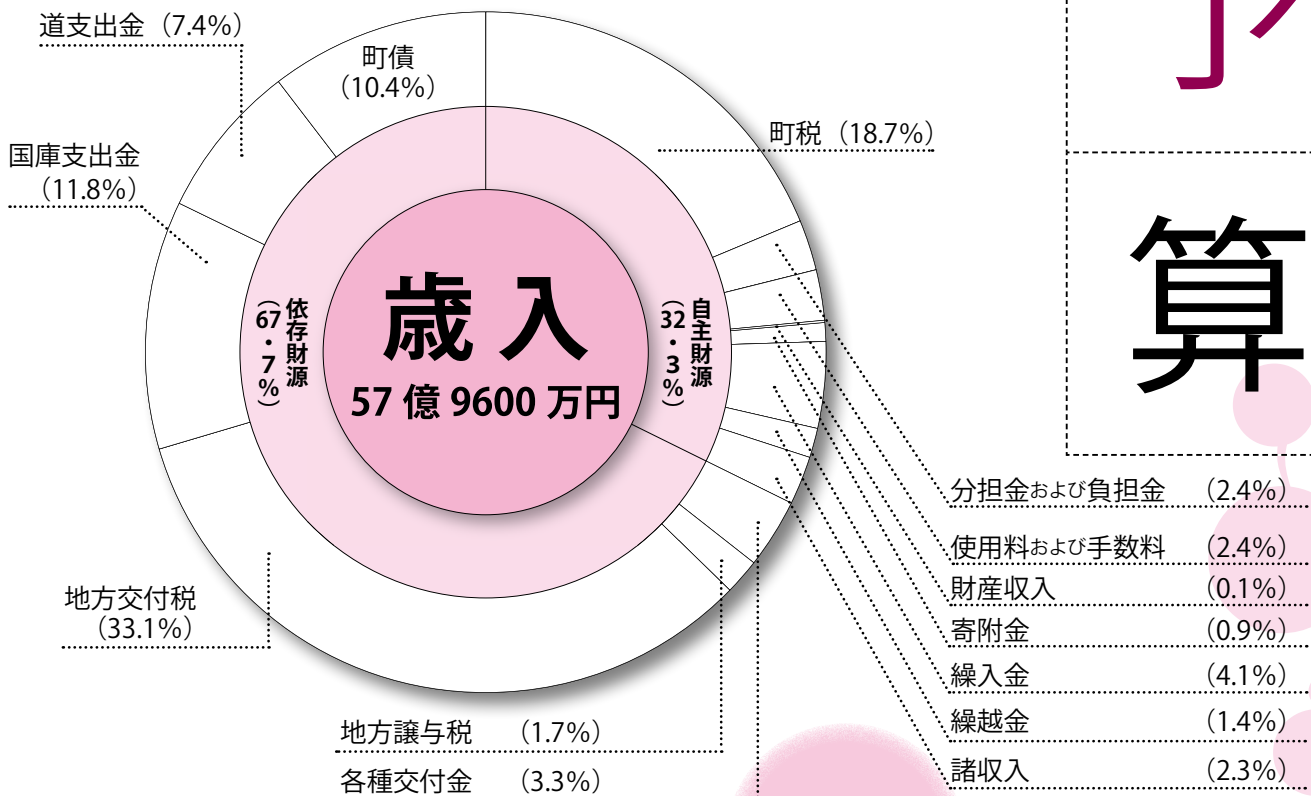 道支出金（7.4%）
町債
（10.4%）
町税（18.7%）
国庫支出金
（11.8%）
歳入
57億9600万円
依存財源
（67・7％）
自主財源
（32・3％）
算
分担金および負担金（2.4%）
使用料および手数料（2.4%）
財産収入（0.1%）
寄附金（0.9%）
繰入金（4.1%）
繰越金（1.4%）
諸収入（2.3%）
地方交付税
（33.1%）
地方譲与税（1.7%）
各種交付金（3.3%）